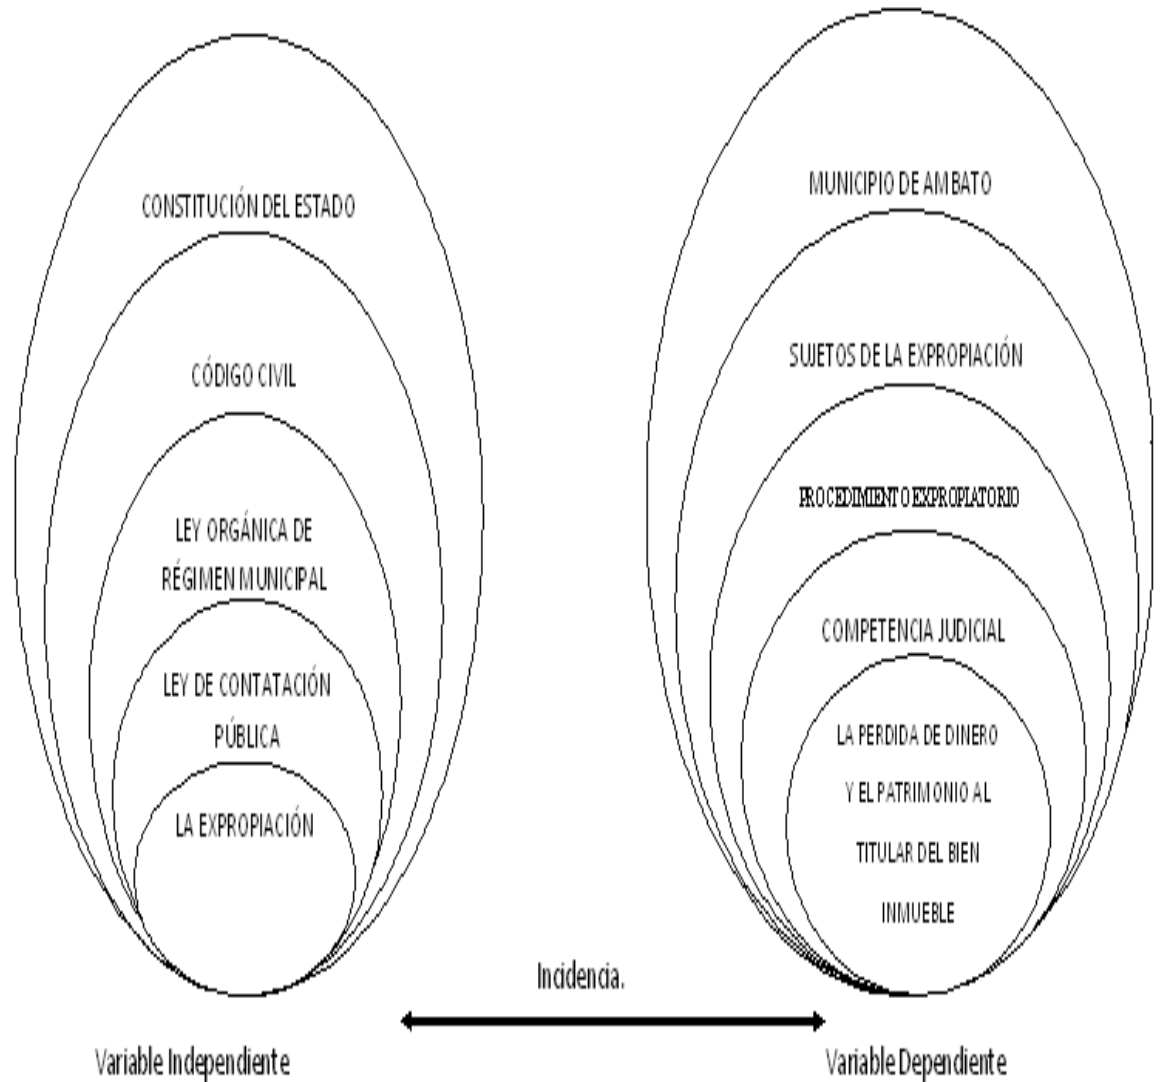 CONSTITUCIÓN DEL ESTADO
CÓDIGO CIVIL
LEY ORGÁNICA DE
RÉGIMEN MUNICIPAL
LEY DE CONTATACIÓN
PÚBLICA
LA EXPROPIACIÓN
MUNICIPIO DE AMBATO
SUJETOS DE LA EXPROPIACIÓN
PROCEDIMIENTO EXPROPIATORIO
COMPETENCIA JUDICIAL
LA PERDIDA DE DINERO
Y EL PATRIMONIO AL
TITULAR DEL BIEN
INMUEBLE
Incidencia.
Variable Independiente
Variable Dependiente